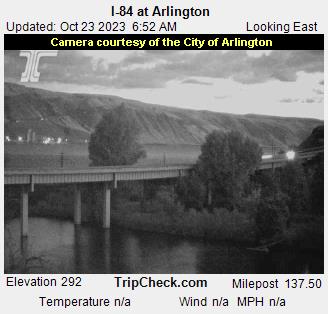 I-84 at Arlington
Updated: Oct 23 2023 6:52 AM Looking East
Camera courtesy of the City of Arlington
Elevation 292 TripCheck.com Milepost 137.50
Temperature n/a Wind n/a MPH n/a